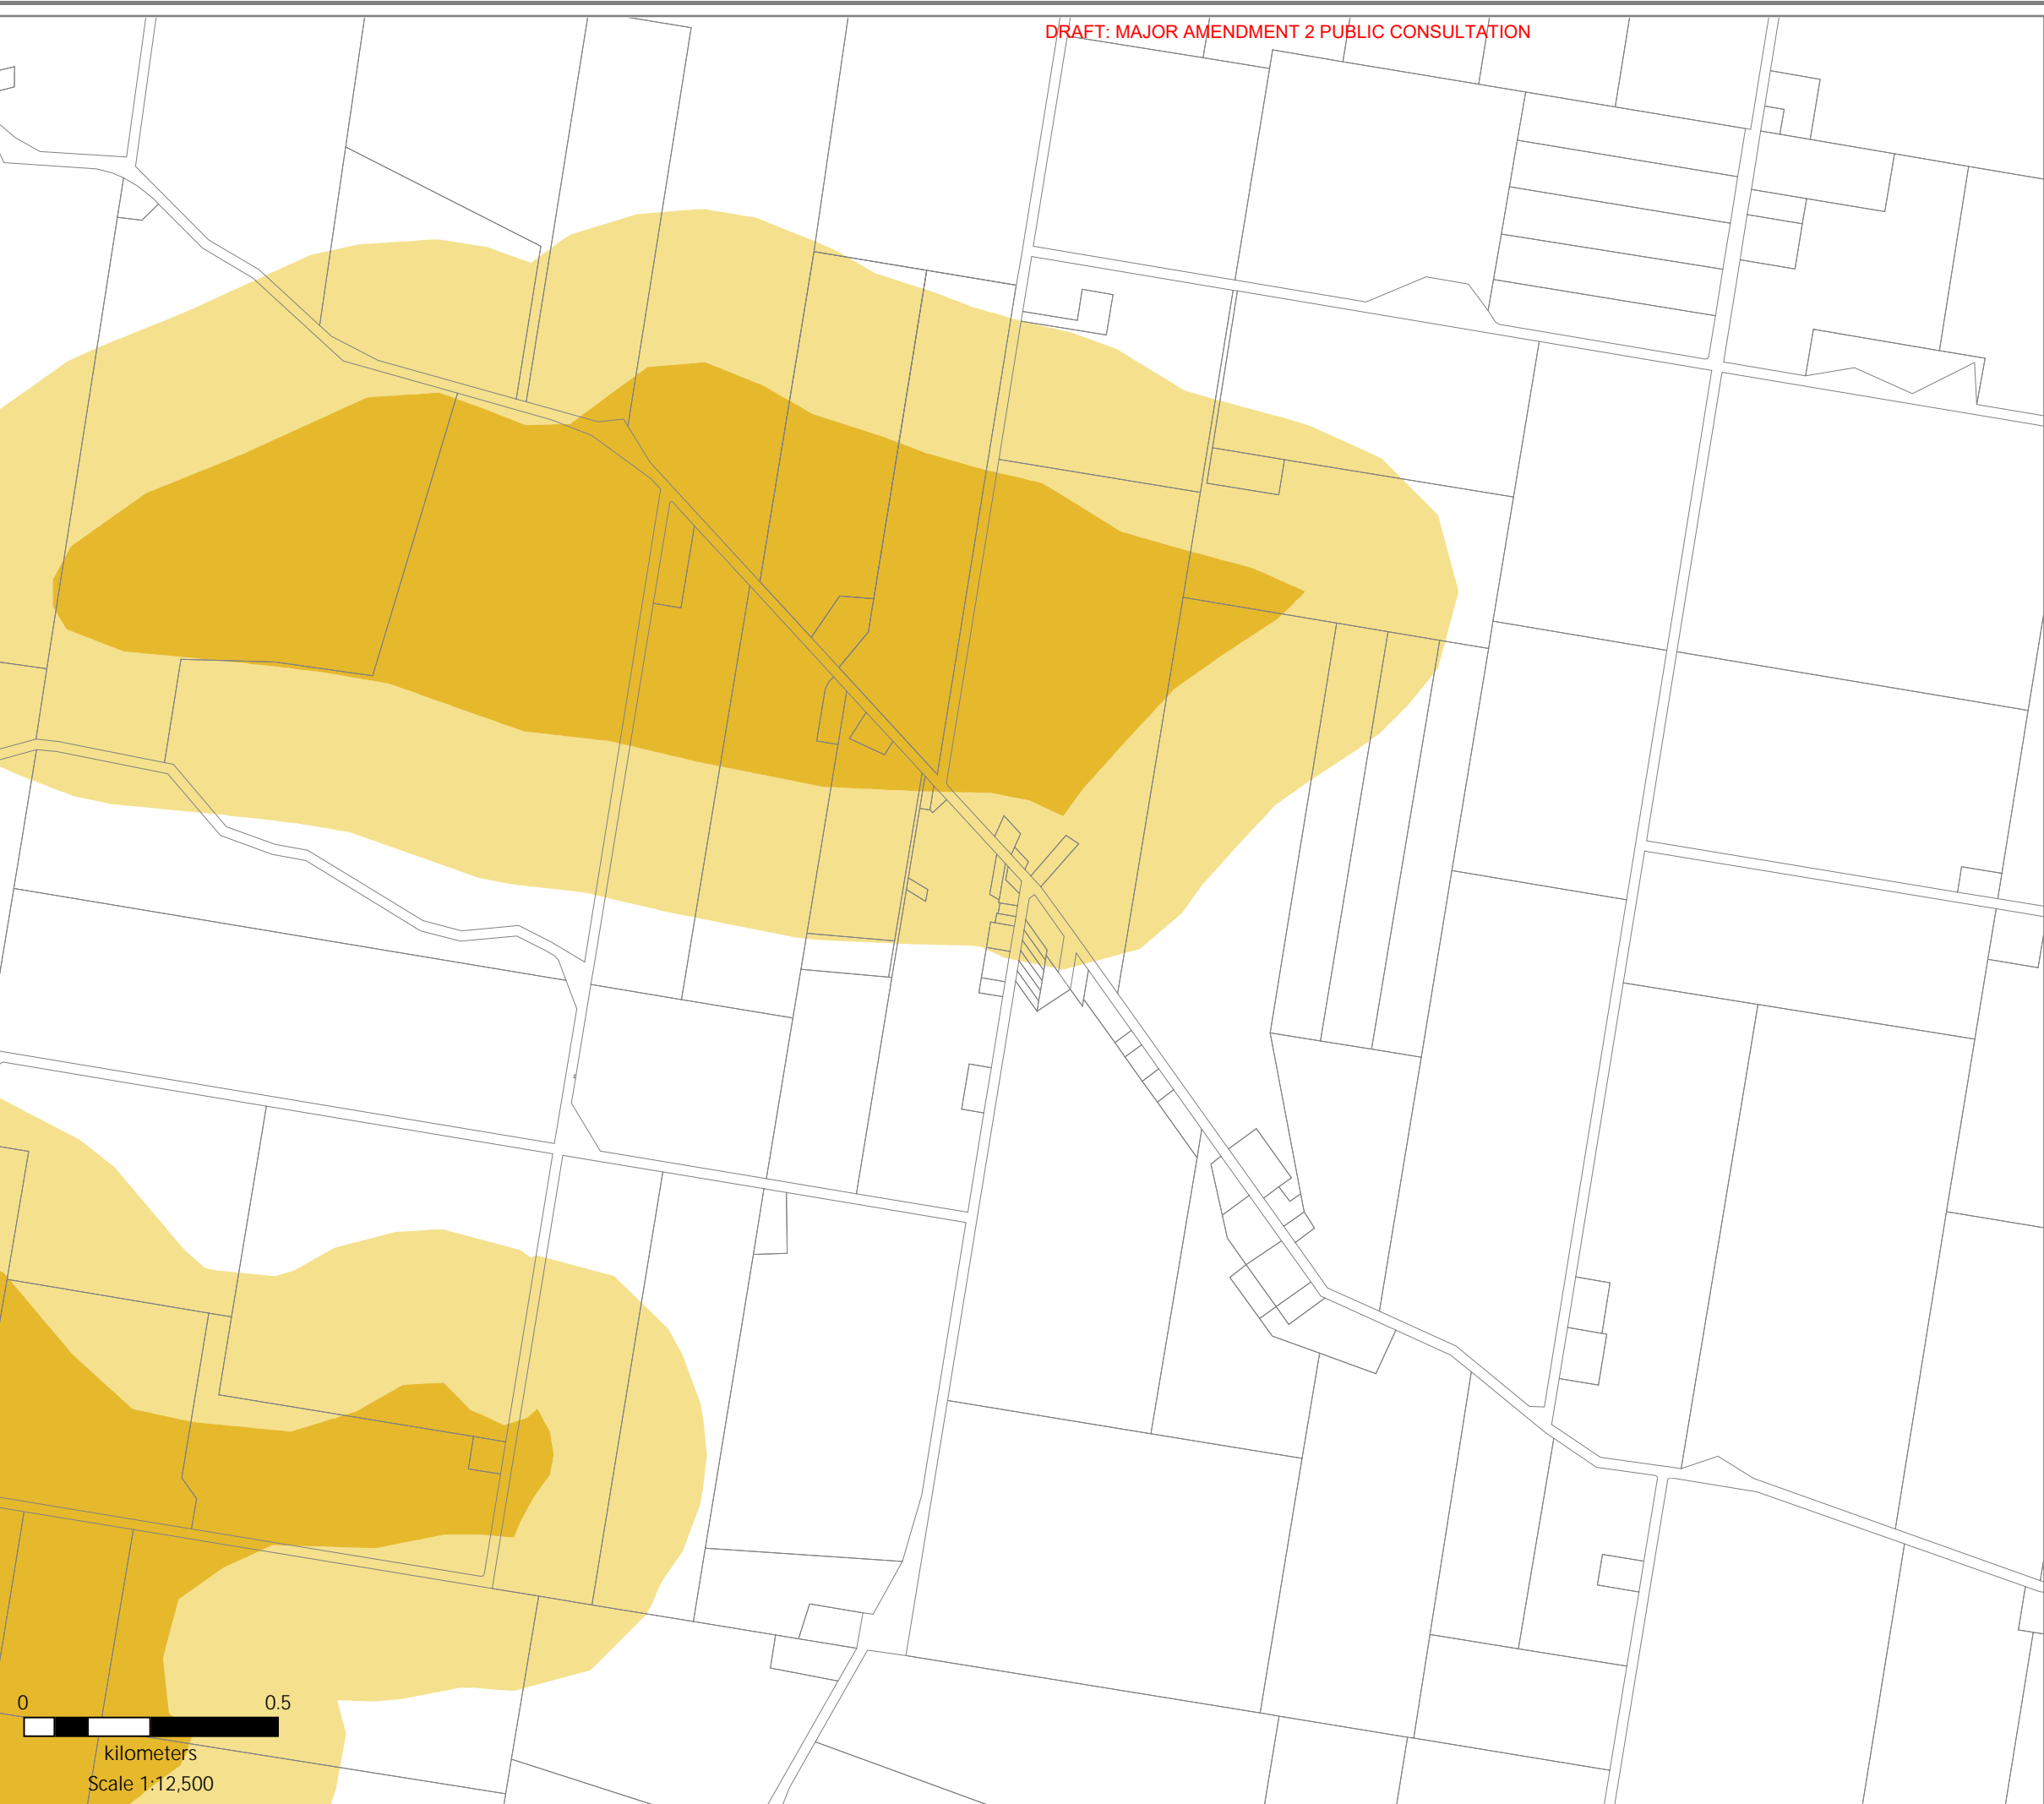 DRAFT: MAJOR AMENDMENT 2 PUBLIC CONSULTATION
0 0.5
kilometers
Scale 1:12,500